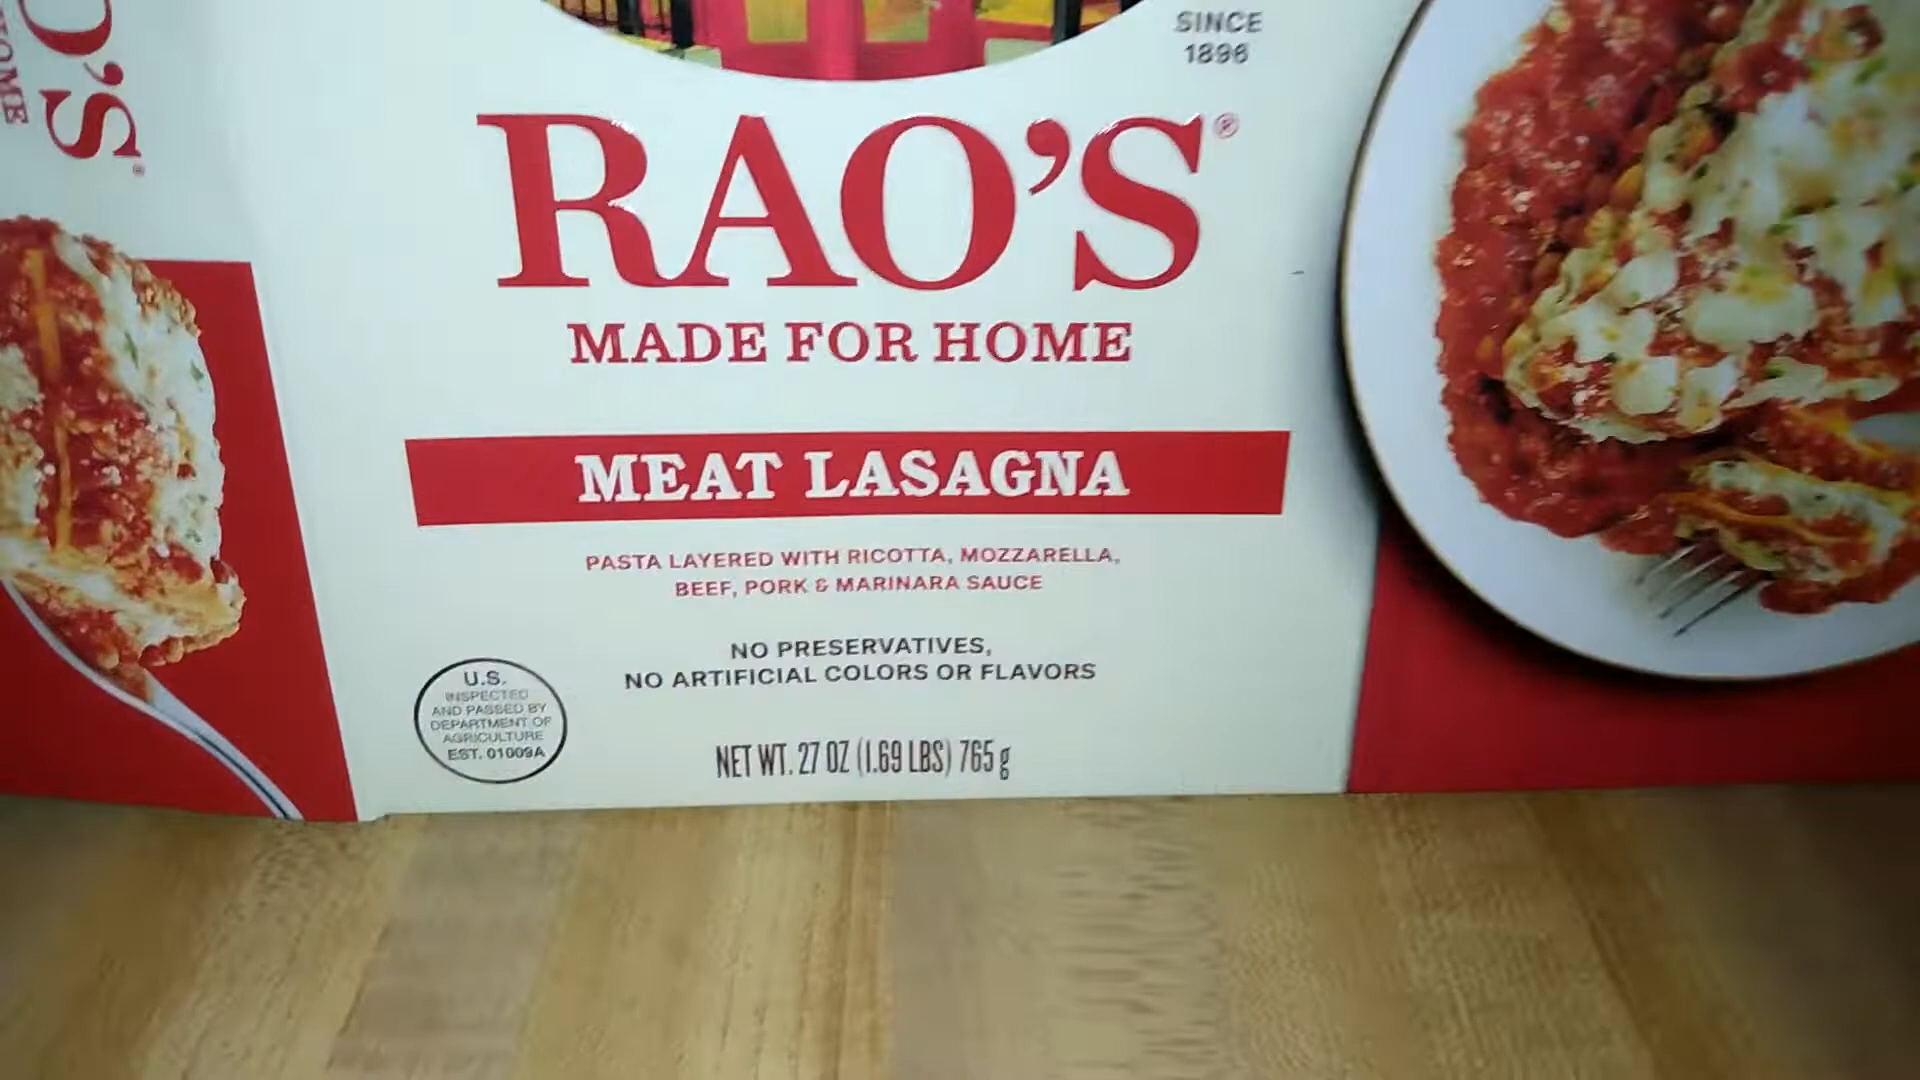 O'S®
HOME
SINCE
1896
RAO'S®
MADE FOR HOME
MEAT LASAGNA
PASTA LAYERED WITH RICOTTA, MOZZARELLA,
BEEF, PORK & MARINARA SAUCE
NO PRESERVATIVES,
NO ARTIFICIAL COLORS OR FLAVORS
U.S.
INSPECTED
AND PASSED BY
DEPARTMENT OF
AGRICULTURE
EST. 01009A
NET WT. 27 OZ (1.69 LBS) 765 g